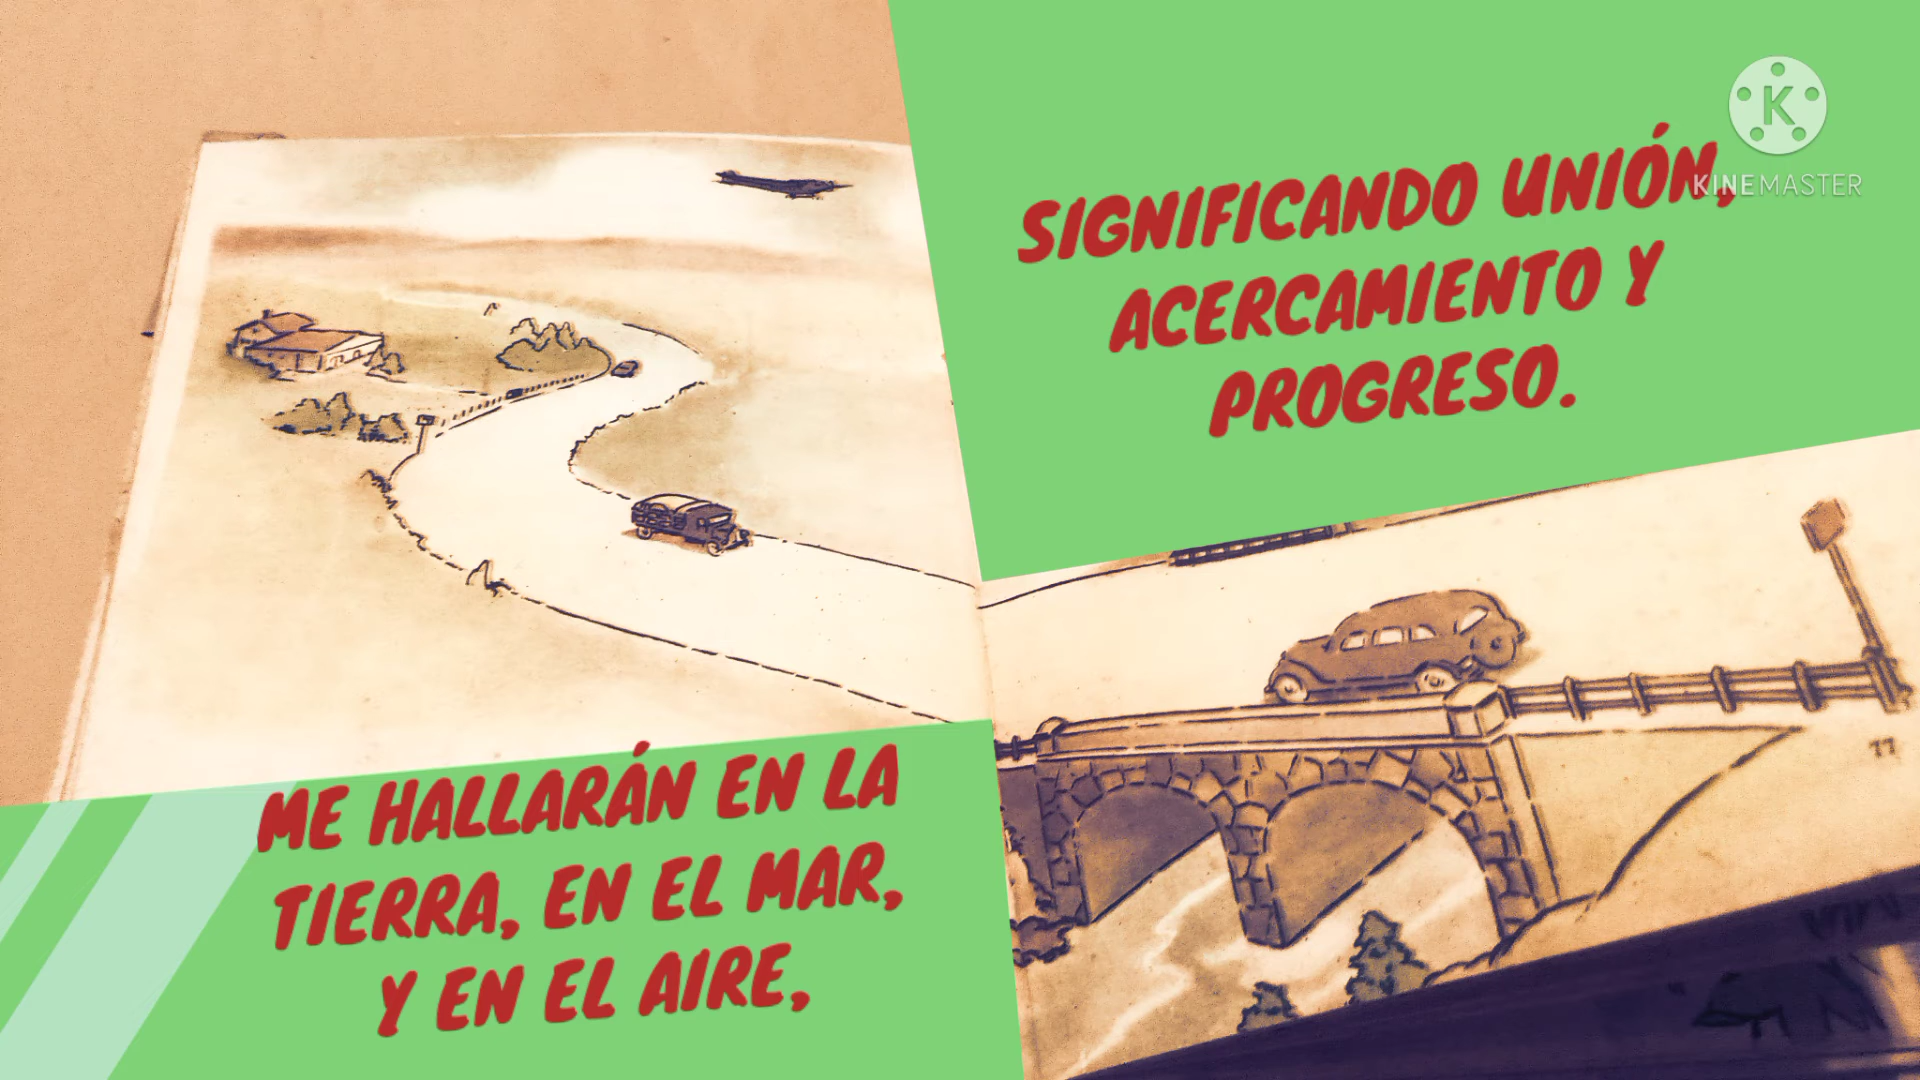 SIGNIFICANDO UNIÓN,
ACERCAMIENTO Y
PROGRESO.
K
KINEMASTER
77
ME HALLARÁN EN LA
TIERRA, EN EL MAR,
Y EN EL AIRE,